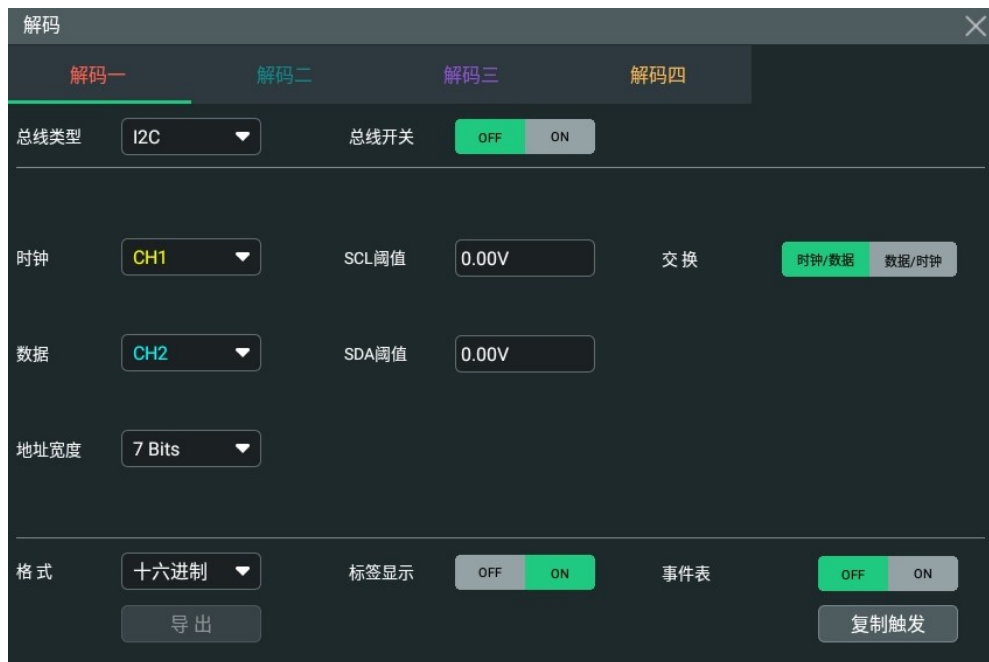 解码
解码一 解码二 解码三 解码四
总线类型 I2C 总线开关 OFF ON
时钟 CH1 SCL阈值 0.00V 交换 时钟/数据 数据/时钟
数据 CH2 SDA阈值 0.00V
地址宽度 7 Bits
格式 十六进制 标签显示 OFF ON 事件表 OFF ON
导出 复制触发